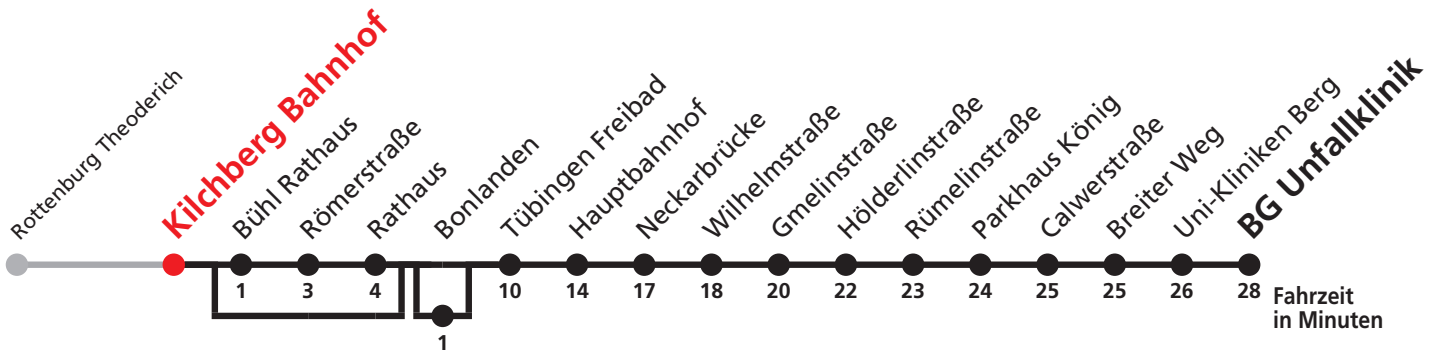 Rottenburg Theoderich
Kilchberg Bahnhof
Bühl Rathaus
Römerstraße
Rathaus
Bonlanden
Tübingen Freibad
Hauptbahnhof
Neckarbrücke
Wilhelmstraße
Gmelinstraße
Hölderlinstraße
Rümelinstraße
Parkhaus König
Calwerstraße
Breiter Weg
Uni-Kliniken Berg
BG Unfallklinik
1 3 4 10 14 17 18 20 22 23 24 25 25 26 28
Fahrzeit
in Minuten
1